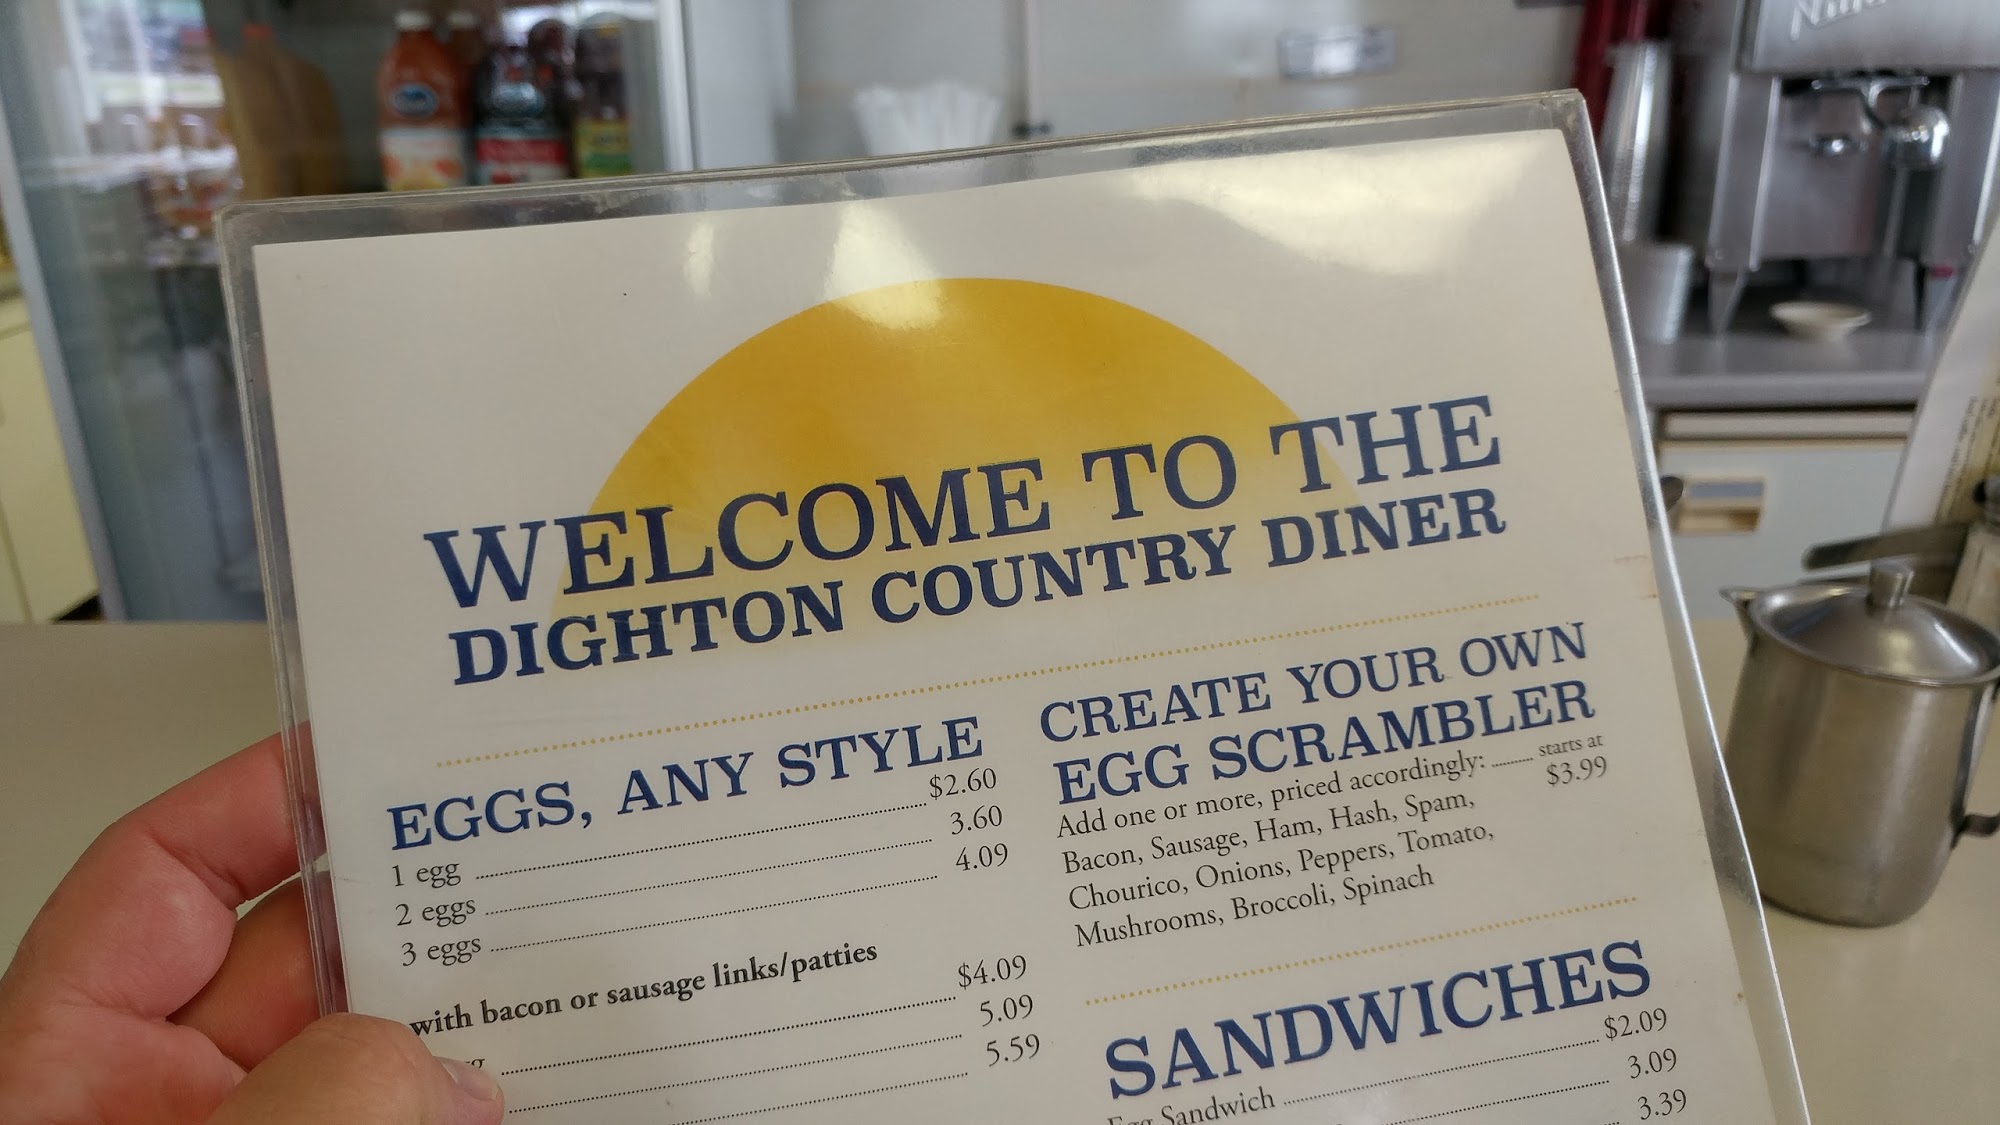 WELCOME TO THE
DIGHTON COUNTRY DINER
EGGS, ANY STYLE
1 egg $2.60
2 eggs 3.60
3 eggs 4.09
with bacon or sausage links/patties
$4.09
5.09
5.59
CREATE YOUR OWN
EGG SCRAMBLER
Add one or more, priced accordingly: starts at
$3.99
Bacon, Sausage, Ham, Hash, Spam,
Chourico, Onions, Peppers, Tomato,
Mushrooms, Broccoli, Spinach
SANDWICHES
Egg Sandwich $2.09
3.09
3.39